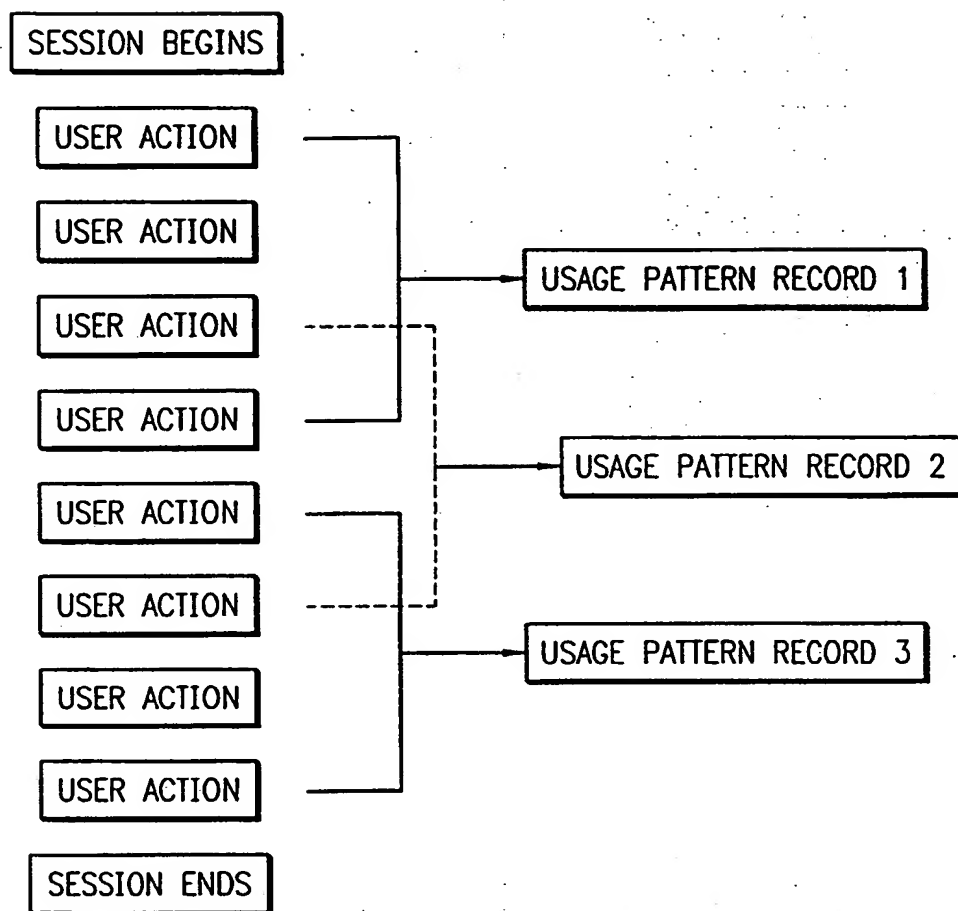 SESSION BEGINS
USER ACTION
USER ACTION
USAGE PATTERN RECORD 1
USER ACTION
USER ACTION
USAGE PATTERN RECORD 2
USER ACTION
USER ACTION
USAGE PATTERN RECORD 3
USER ACTION
USER ACTION
SESSION ENDS